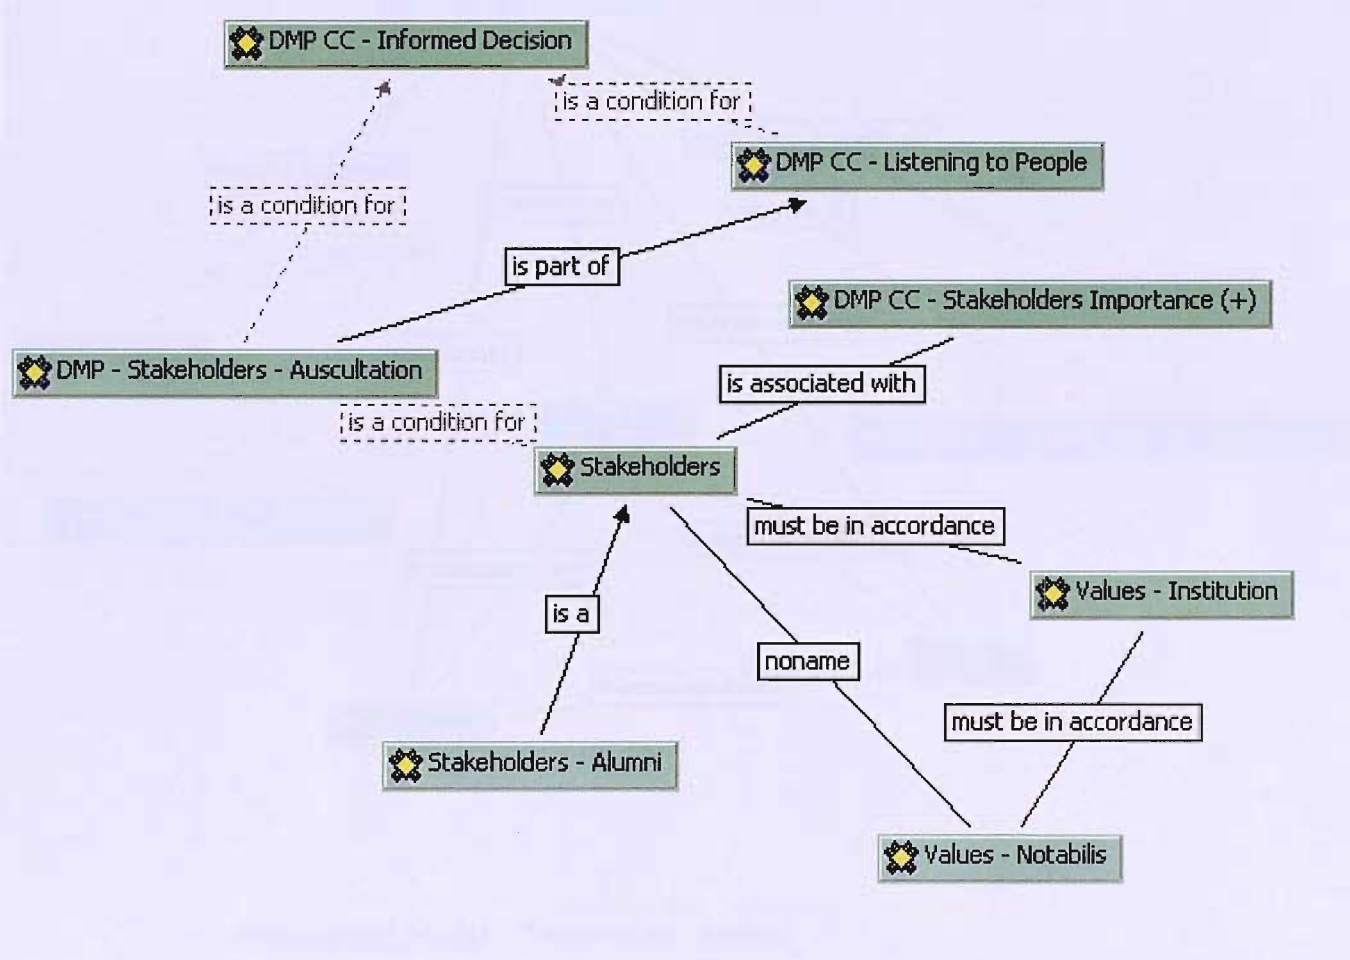 DMP CC - Informed Decision
is a condition for
DMP CC - Listening to People
is a condition for
is part of
DMP CC - Stakeholders Importance (+)
DMP - Stakeholders - Auscultation
is associated with
is a condition for
Stakeholders
must be in accordance
Values - Institution
is a
noname
must be in accordance
Stakeholders - Alumni
Values - Notabilis